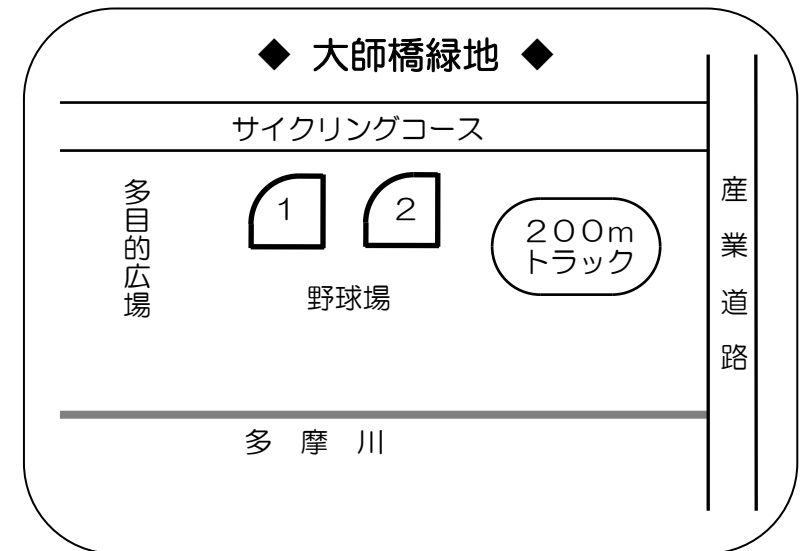 ◆ 大師橋緑地 ◆
サイクリングコース
多目的広場
1
2
200m
トラック
野球場
産業道路
多摩川